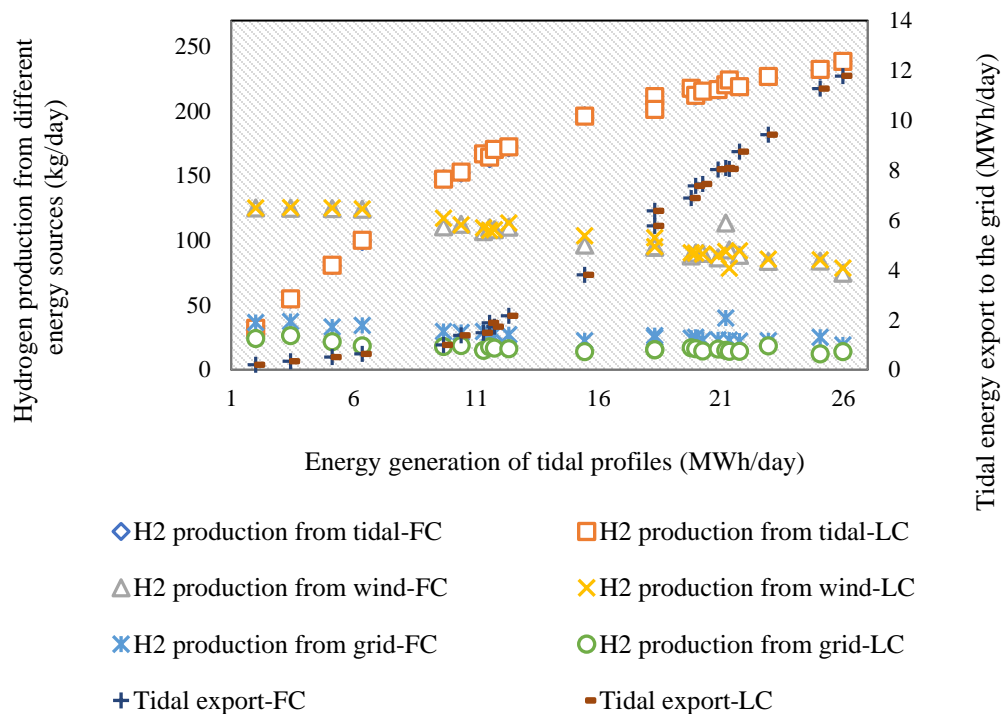 Hydrogen production from different
energy sources (kg/day)
250
200
150
100
50
0
14
12
10
8
6
4
2
0
Tidal energy export to the grid (MWh/day)
1 6 11 16 21 26
Energy generation of tidal profiles (MWh/day)
H2 production from tidal-FC
H2 production from tidal-LC
H2 production from wind-FC
H2 production from wind-LC
H2 production from grid-FC
H2 production from grid-LC
Tidal export-FC
Tidal export-LC